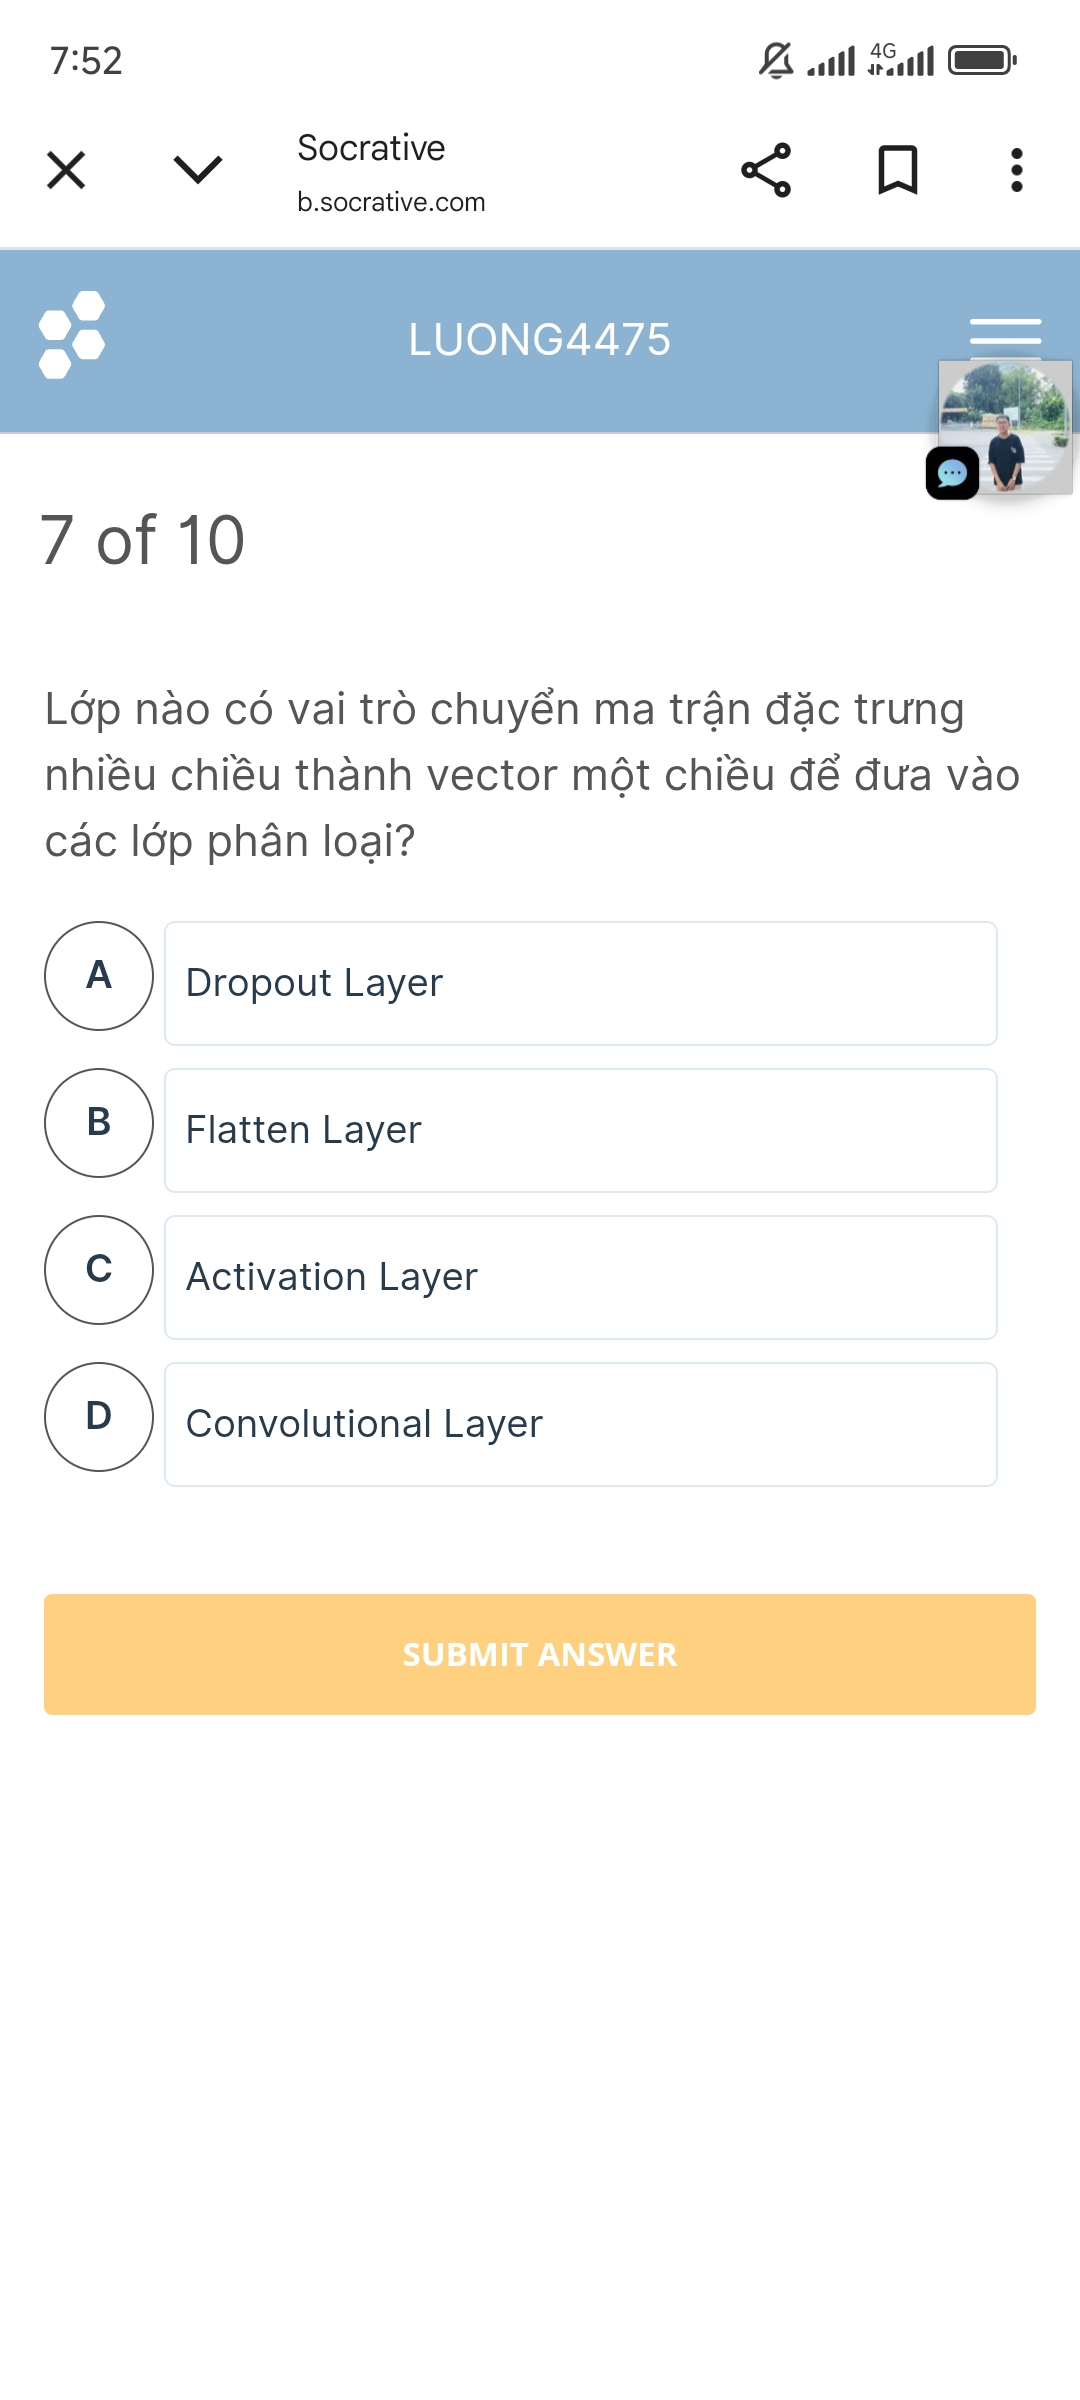 7:52
4G
Socrative
b.socrative.com
LUONG4475
7 of 10
Lớp nào có vai trò chuyển ma trận đặc trưng
nhiều chiều thành vector một chiều để đưa vào
các lớp phân loại?
A
Dropout Layer
B
Flatten Layer
C
Activation Layer
D
Convolutional Layer
SUBMIT ANSWER